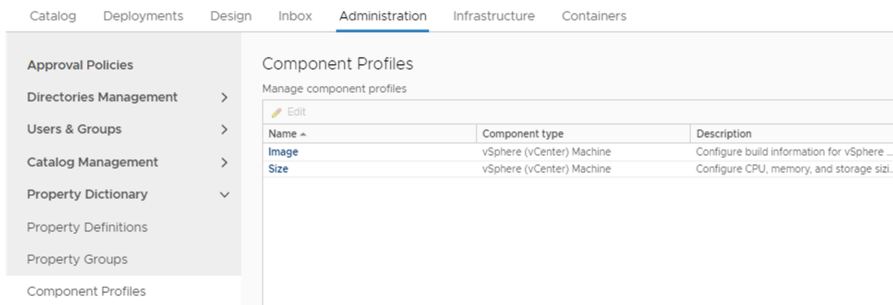 Catalog Deployments Design Inbox Administration Infrastructure Containers
Approval Policies
Directories Management
Users & Groups
Catalog Management
Property Dictionary
Property Definitions
Property Groups
Component Profiles
Component Profiles
Manage component profiles
Edit
Name Component type Description
Image vSphere (vCenter) Machine Configure build information for vSphere ...
Size vSphere (vCenter) Machine Configure CPU, memory, and storage sizi...